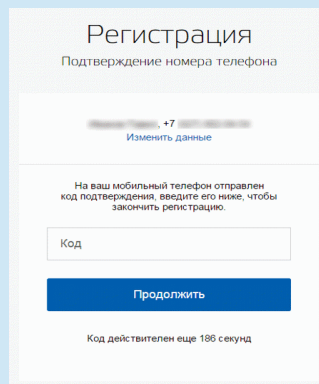 Регистрация
Подтверждение номера телефона
, +7
Изменить данные
На ваш мобильный телефон отправлен
код подтверждения, введите его ниже, чтобы
закончить регистрацию.
Код
Продолжить
Код действителен еще 186 секунд